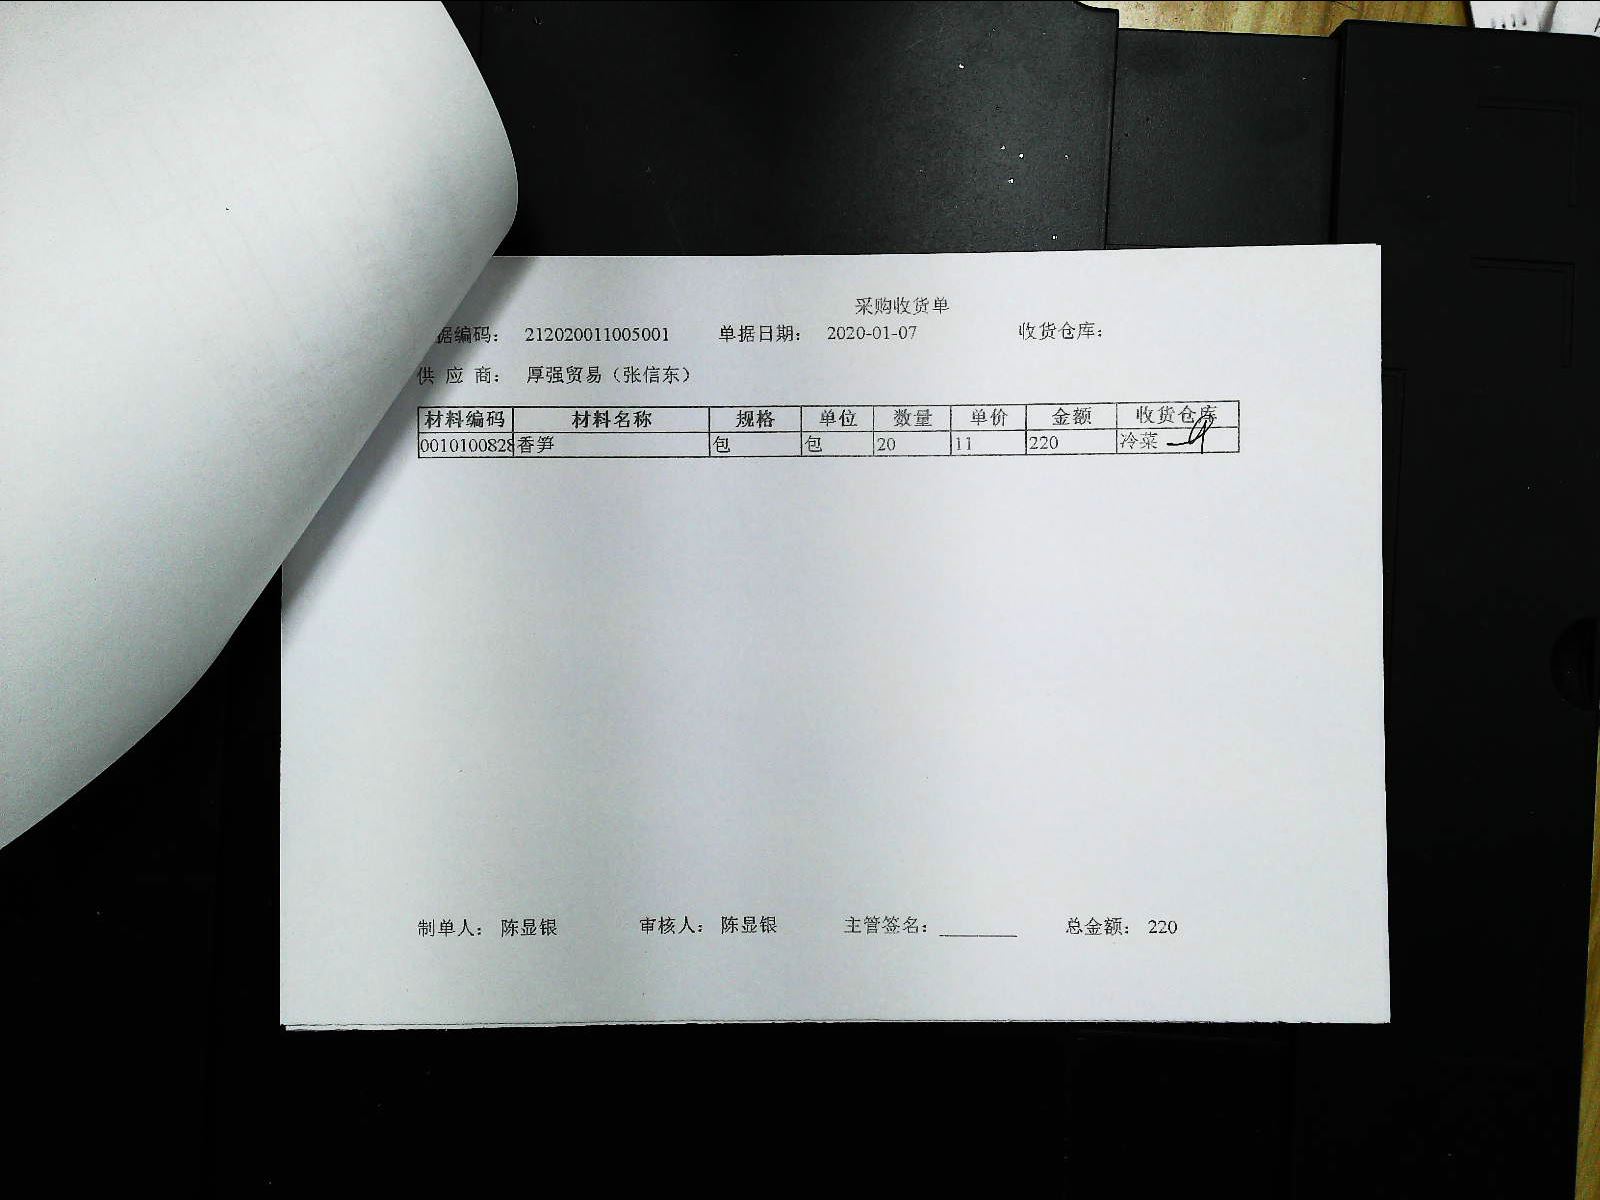 采购收货单
据编码： 212020011005001 单据日期： 2020-01-07 收货仓库：
供 应 商： 厚强贸易（张信东）
材料编码 材料名称 规格 单位 数量 单价 金额 收货仓库
0010100828 香笋 包 包 20 11 220 冷菜
制单人： 陈显银 审核人： 陈显银 主管签名： ________ 总金额： 220